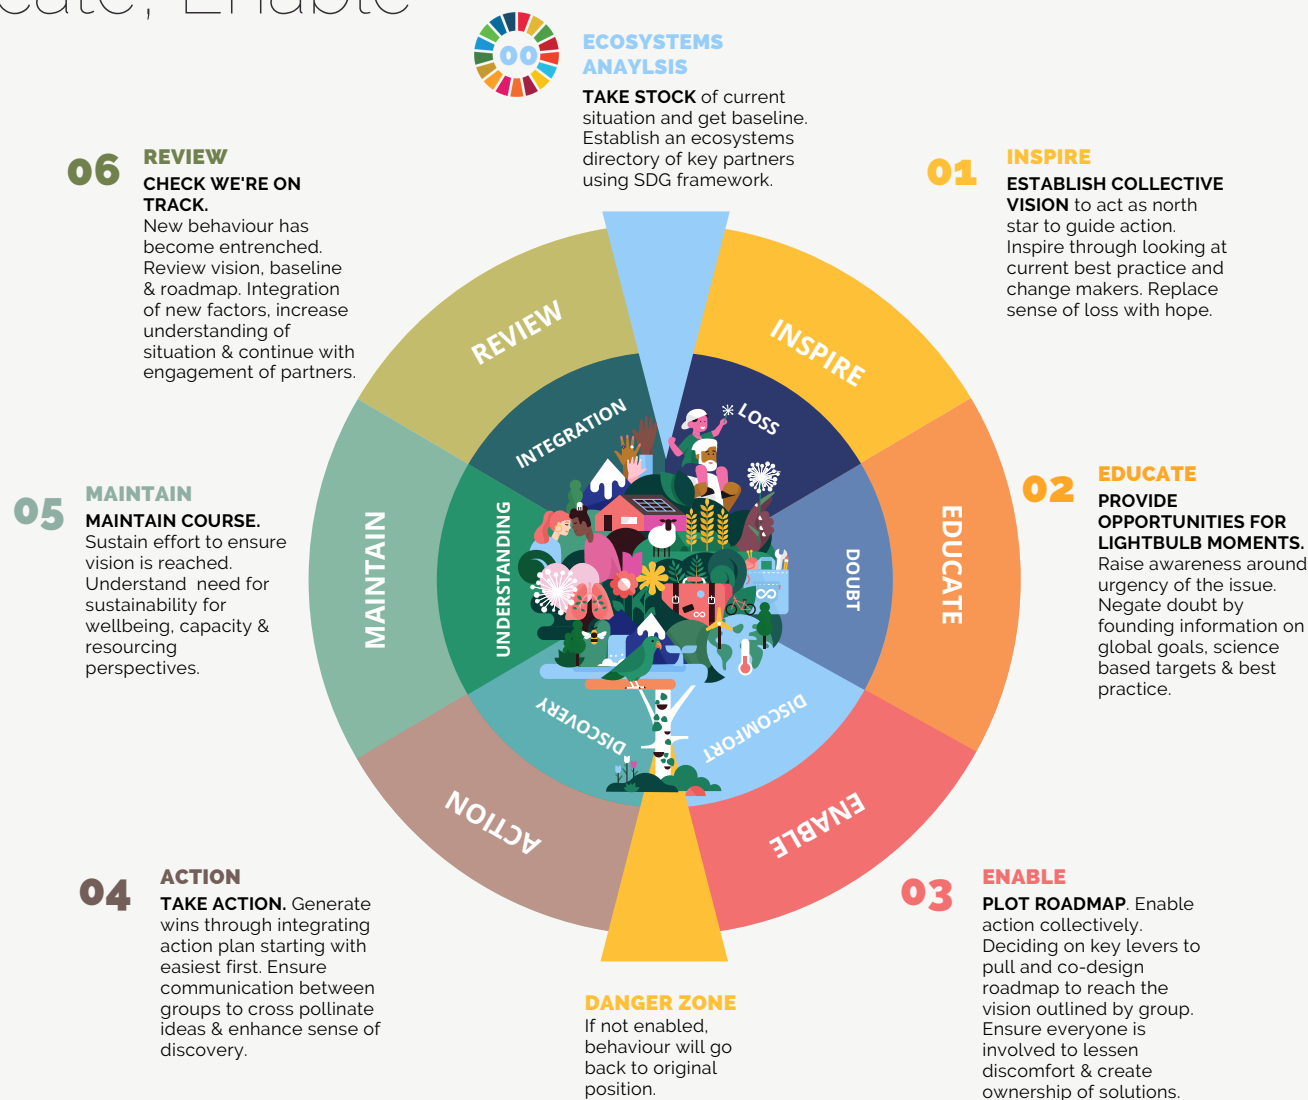 Enable
00
ECOSYSTEMS
ANAYLSIS
TAKE STOCK of current
situation and get baseline.
Establish an ecosystems
directory of key partners
using SDG framework.
01
INSPIRE
ESTABLISH COLLECTIVE
VISION to act as north
star to guide action.
Inspire through looking at
current best practice and
change makers. Replace
sense of loss with hope.
02
EDUCATE
PROVIDE
OPPORTUNITIES FOR
LIGHTBULB MOMENTS.
Raise awareness around
urgency of the issue.
Negate doubt by
founding information on
global goals, science
based targets & best
practice.
03
ENABLE
PLOT ROADMAP. Enable
action collectively.
Deciding on key levers to
pull and co-design
roadmap to reach the
vision outlined by group.
Ensure everyone is
involved to lessen
discomfort & create
ownership of solutions.
DANGER ZONE
If not enabled,
behaviour will go
back to original
position.
04
ACTION
TAKE ACTION. Generate
wins through integrating
action plan starting with
easiest first. Ensure
communication between
groups to cross pollinate
ideas & enhance sense of
discovery.
05
MAINTAIN
MAINTAIN COURSE.
Sustain effort to ensure
vision is reached.
Understand  need for
sustainability for
wellbeing, capacity &
resourcing
perspectives.
06
REVIEW
CHECK WE'RE ON
TRACK.
New behaviour has
become entrenched.
Review vision, baseline
& roadmap. Integration
of new factors, increase
understanding of
situation & continue with
engagement of partners.
INSPIRE
EDUCATE
ENABLE
ACTION
MAINTAIN
REVIEW
LOSS
DOUBT
DISCOMFORT
DISCOVERY
UNDERSTANDING
INTEGRATION